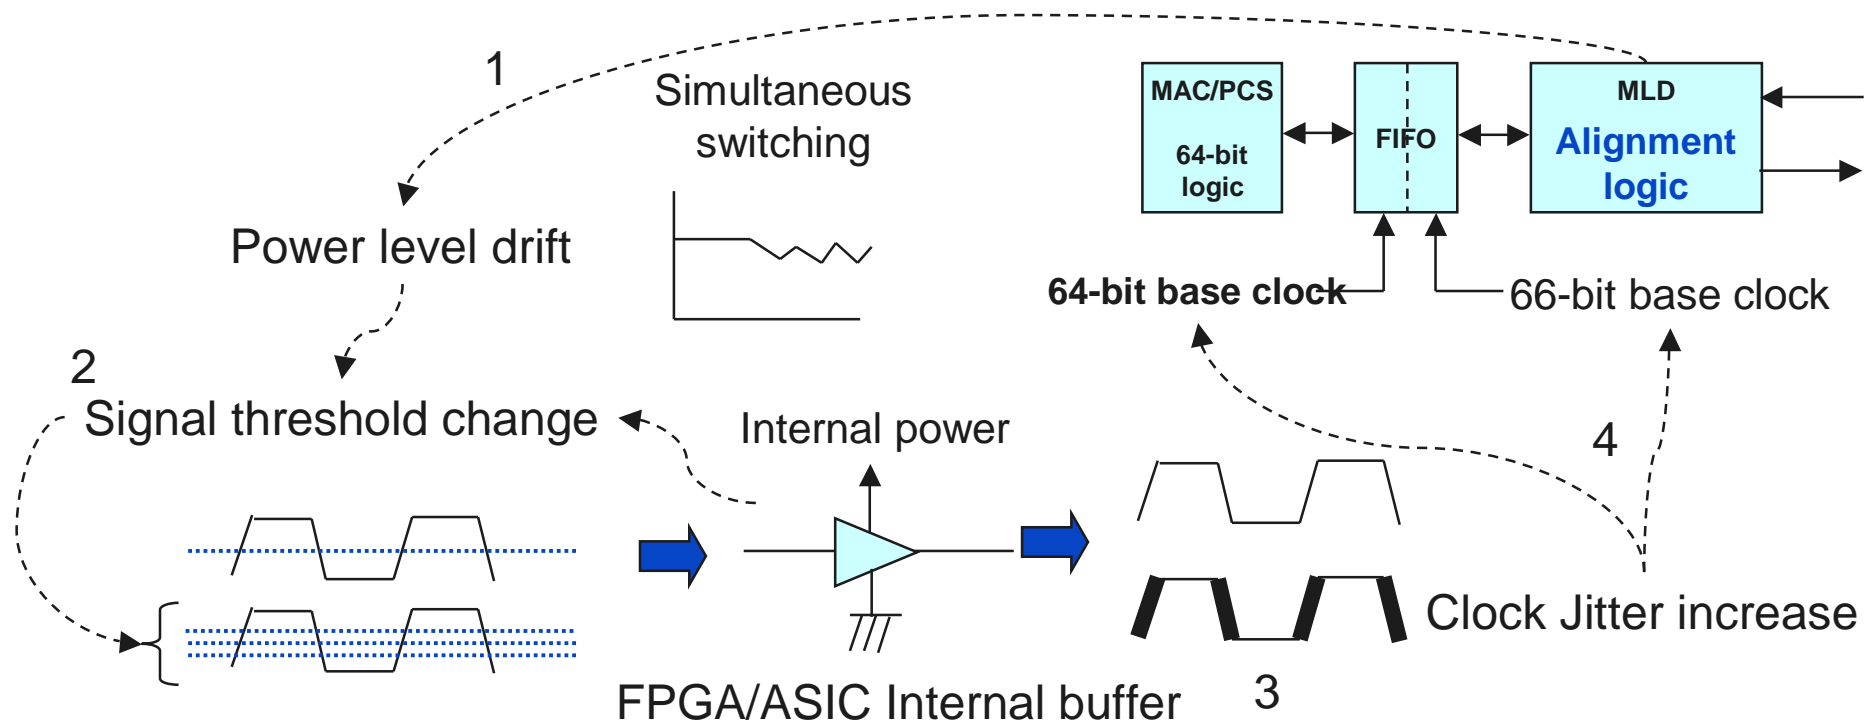 1
Simultaneous
switching
MAC/PCS
64-bit
logic
FIFO
MLD
Alignment
logic
Power level drift
64-bit base clock
66-bit base clock
2
Signal threshold change
Internal power
4
Clock Jitter increase
3
FPGA/ASIC Internal buffer